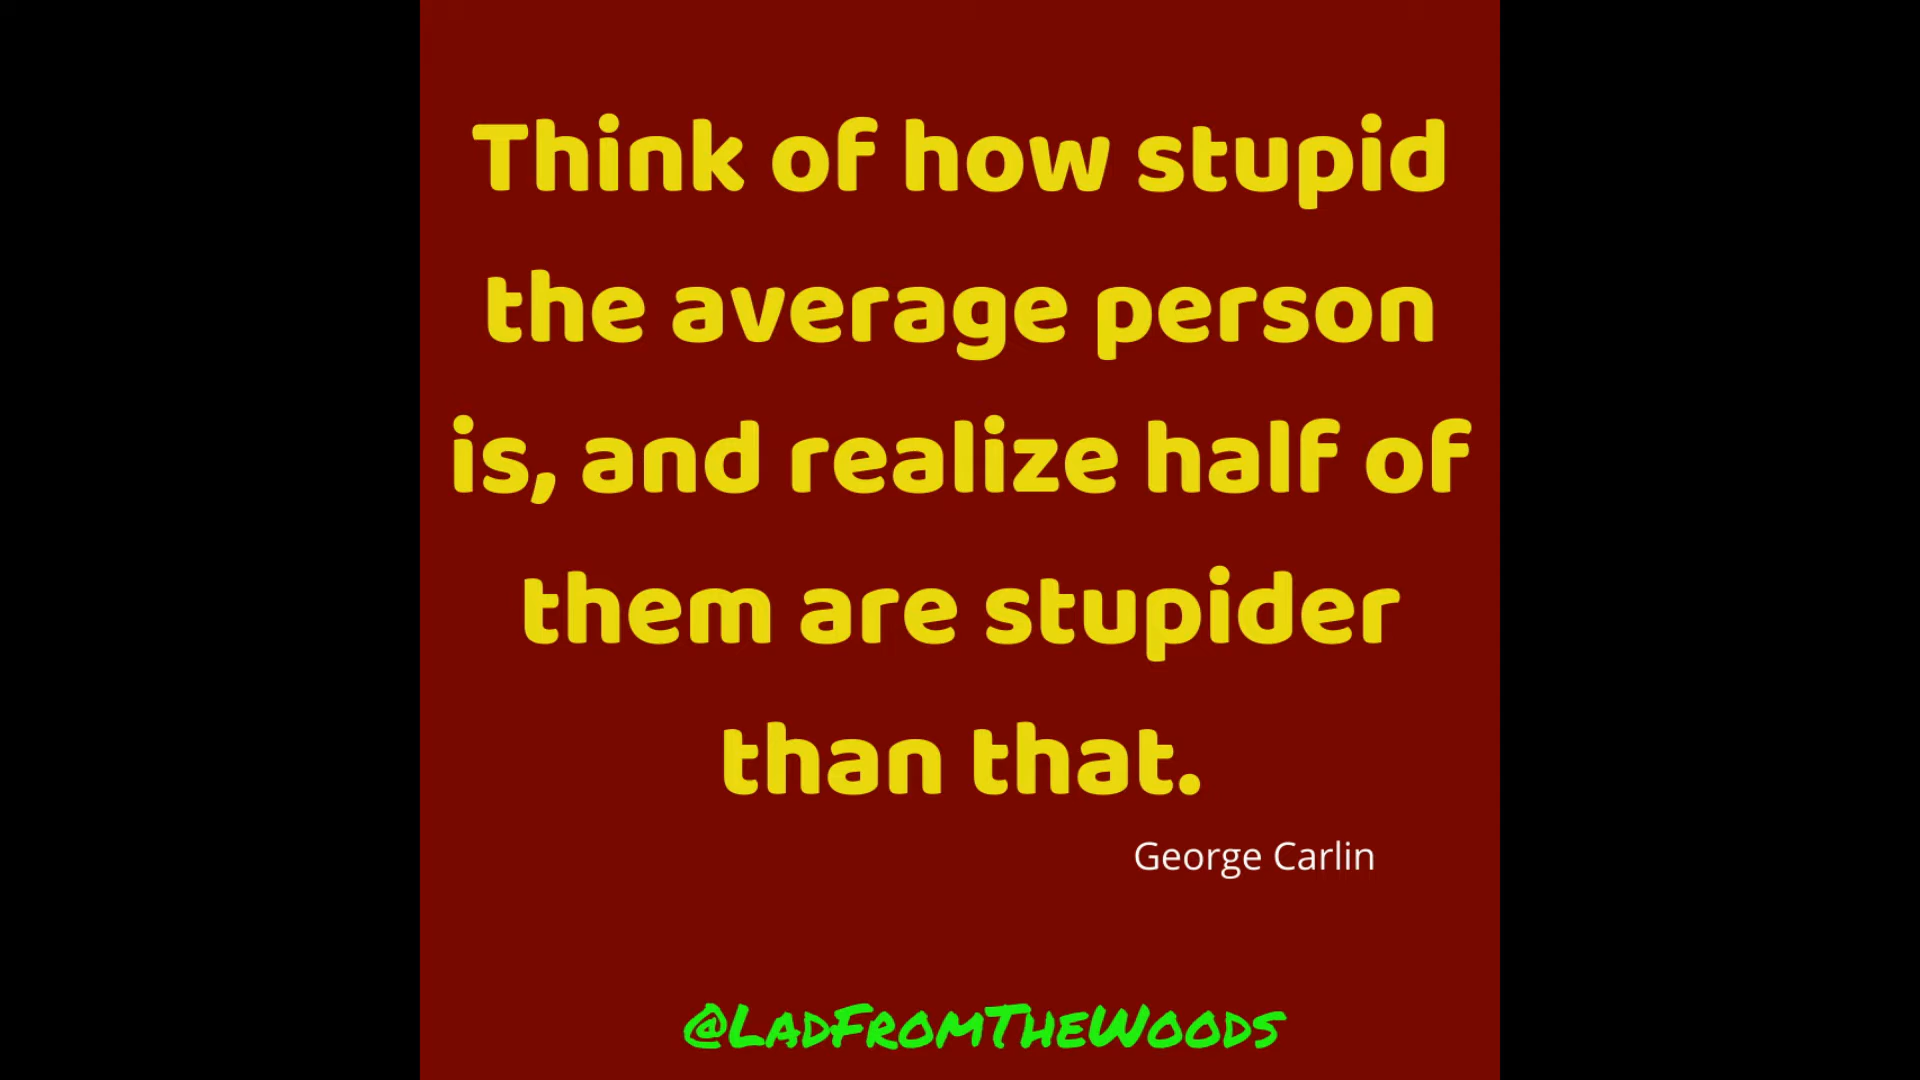 Think of how stupid
the average person
is, and realize half of
them are stupider
than that.
George Carlin
@LadFromTheWoods